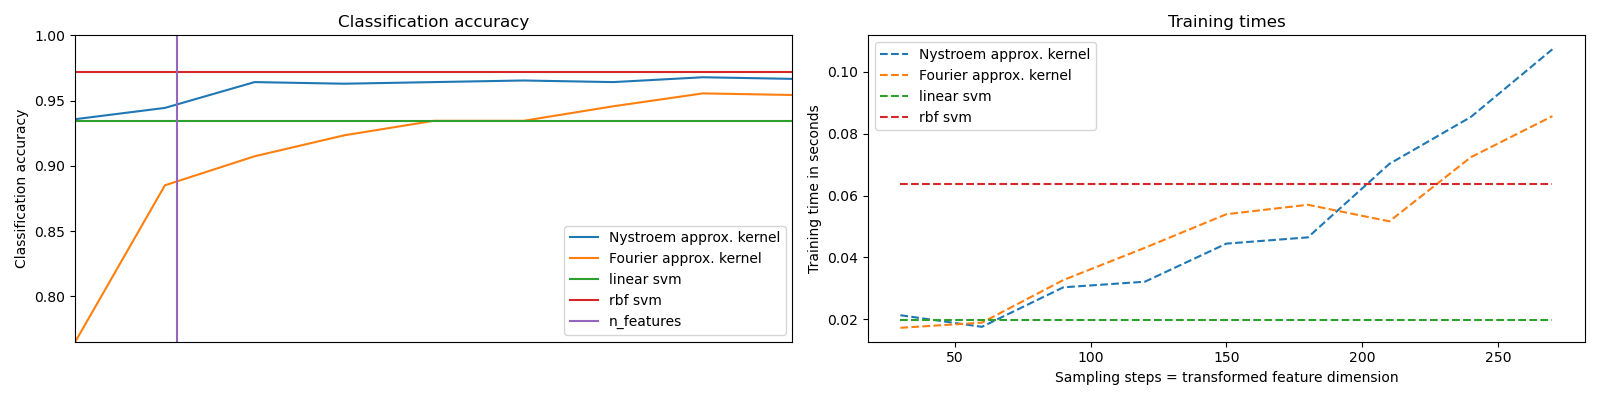 Classification accuracy
Classification accuracy
1.00
0.95
0.90
0.85
0.80
Nystroem approx. kernel
Fourier approx. kernel
linear svm
rbf svm
n_features
Training times
Training time in seconds
0.10
0.08
0.06
0.04
0.02
Nystroem approx. kernel
Fourier approx. kernel
linear svm
rbf svm
50
100
150
200
250
Sampling steps = transformed feature dimension